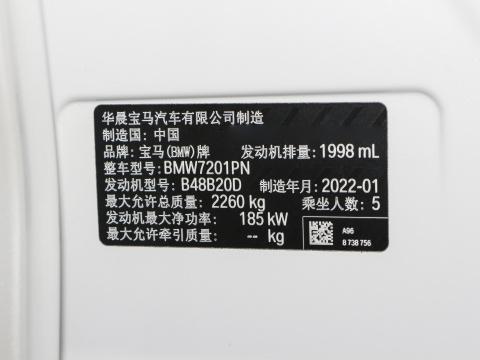 华晨宝马汽车有限公司制造
制造国: 中国
品牌: 宝马(BMW)牌 发动机排量: 1998 mL
整车型号: BMW7201PN
发动机型号: B48B20D 制造年月: 2022-01
最大允许总质量: 2260 kg 乘坐人数: 5
发动机最大净功率: 185 kW
最大允许牵引质量: -- kg
A96
8 738 756